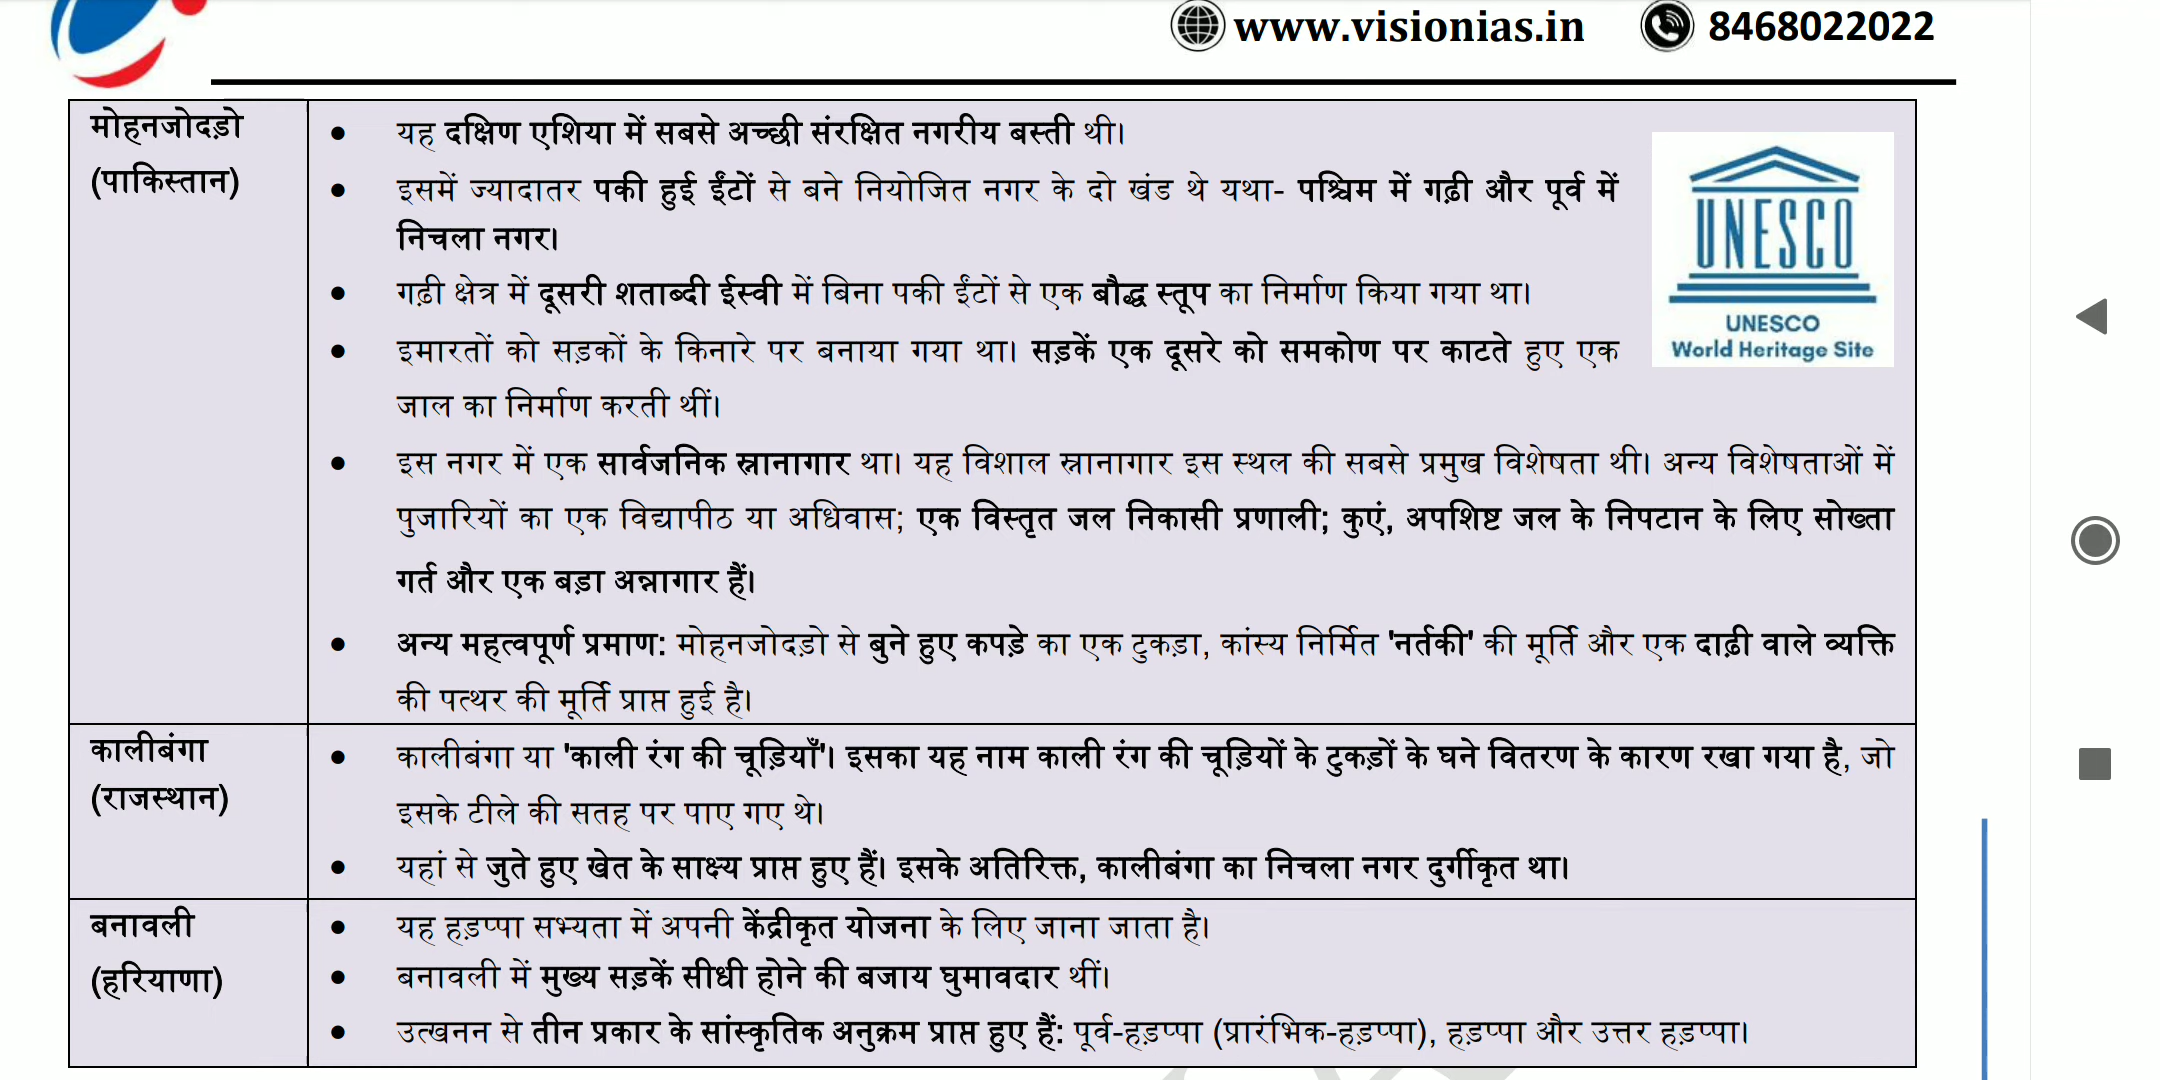 www.visionias.in 8468022022
मोहनजोदड़ो
(पाकिस्तान)
● यह दक्षिण एशिया में सबसे अच्छी संरक्षित नगरीय बस्ती थी।
● इसमें ज्यादातर पकी हुई ईंटों से बने नियोजित नगर के दो खंड थे यथा- पश्चिम में गढ़ी और पूर्व में
निचला नगर।
● गढ़ी क्षेत्र में दूसरी शताब्दी ईस्वी में बिना पकी ईंटों से एक बौद्ध स्तूप का निर्माण किया गया था।
● इमारतों को सड़कों के किनारे पर बनाया गया था। सड़कें एक दूसरे को समकोण पर काटते हुए एक
जाल का निर्माण करती थीं।
UNESCO
UNESCO
World Heritage Site
● इस नगर में एक सार्वजनिक स्नानागार था। यह विशाल स्नानागार इस स्थल की सबसे प्रमुख विशेषता थी। अन्य विशेषताओं में
पुजारियों का एक विद्यापीठ या अधिवास; एक विस्तृत जल निकासी प्रणाली; कुएं, अपशिष्ट जल के निपटान के लिए सोख्ता
गर्त और एक बड़ा अन्नागार हैं।
● अन्य महत्वपूर्ण प्रमाण: मोहनजोदड़ो से बुने हुए कपड़े का एक टुकड़ा, कांस्य निर्मित 'नर्तकी' की मूर्ति और एक दाढ़ी वाले व्यक्ति
की पत्थर की मूर्ति प्राप्त हुई है।
कालीबंगा
(राजस्थान)
● कालीबंगा या 'काली रंग की चूड़ियाँ'। इसका यह नाम काली रंग की चूड़ियों के टुकड़ों के घने वितरण के कारण रखा गया है, जो
इसके टीले की सतह पर पाए गए थे।
● यहां से जुते हुए खेत के साक्ष्य प्राप्त हुए हैं। इसके अतिरिक्त, कालीबंगा का निचला नगर दुर्गीकृत था।
बनावली
(हरियाणा)
● यह हड़प्पा सभ्यता में अपनी केंद्रीकृत योजना के लिए जाना जाता है।
● बनावली में मुख्य सड़कें सीधी होने की बजाय घुमावदार थीं।
● उत्खनन से तीन प्रकार के सांस्कृतिक अनुक्रम प्राप्त हुए हैं: पूर्व-हड़प्पा (प्रारंभिक-हड़प्पा), हड़प्पा और उत्तर हड़प्पा।